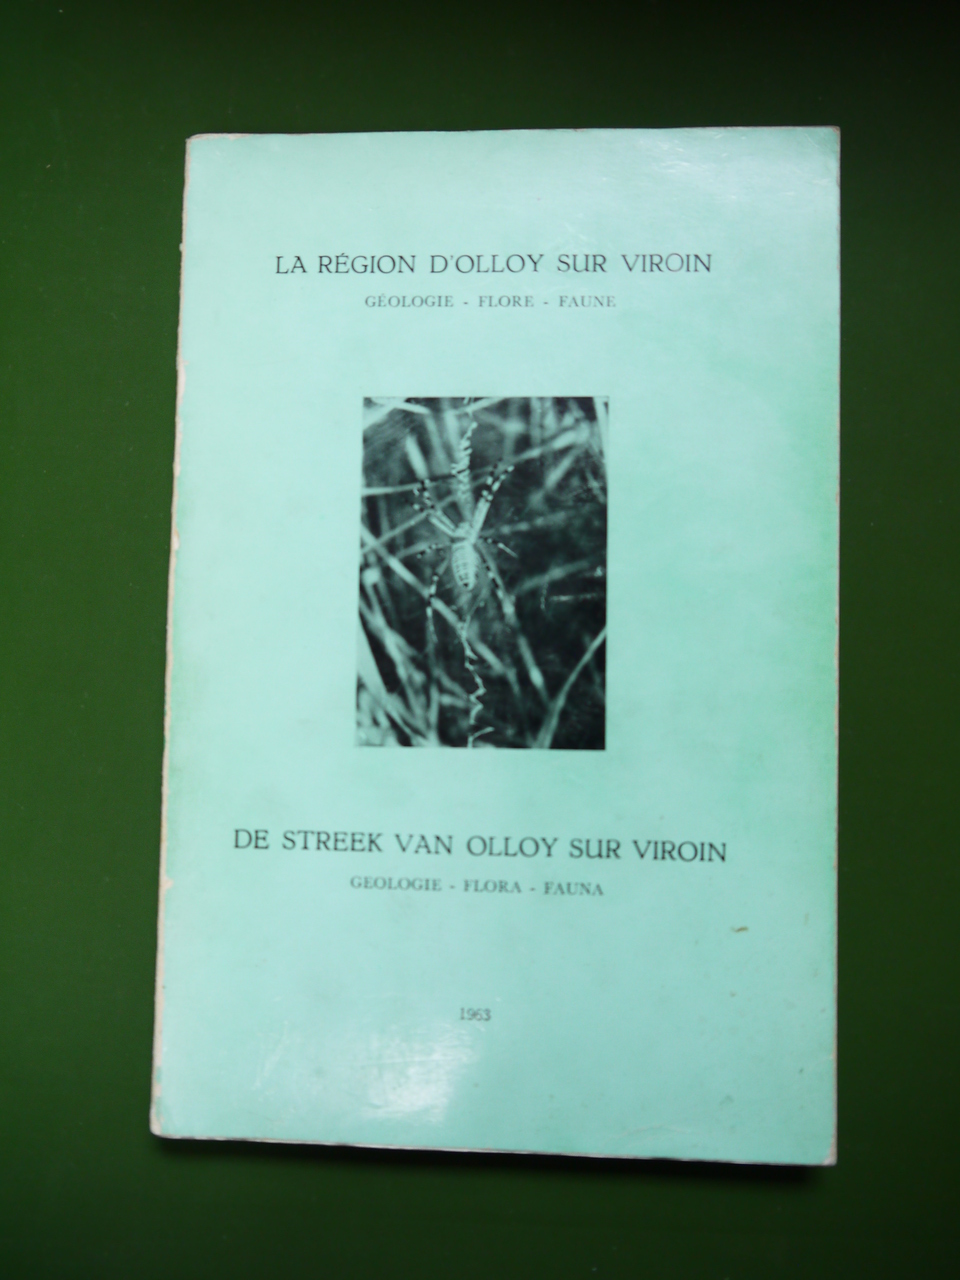 LA RÉGION D'OLLOY SUR VIROIN
GÉOLOGIE - FLORE - FAUNE
DE STREEK VAN OLLOY SUR VIROIN
GEOLOGIE - FLORA - FAUNA
1963